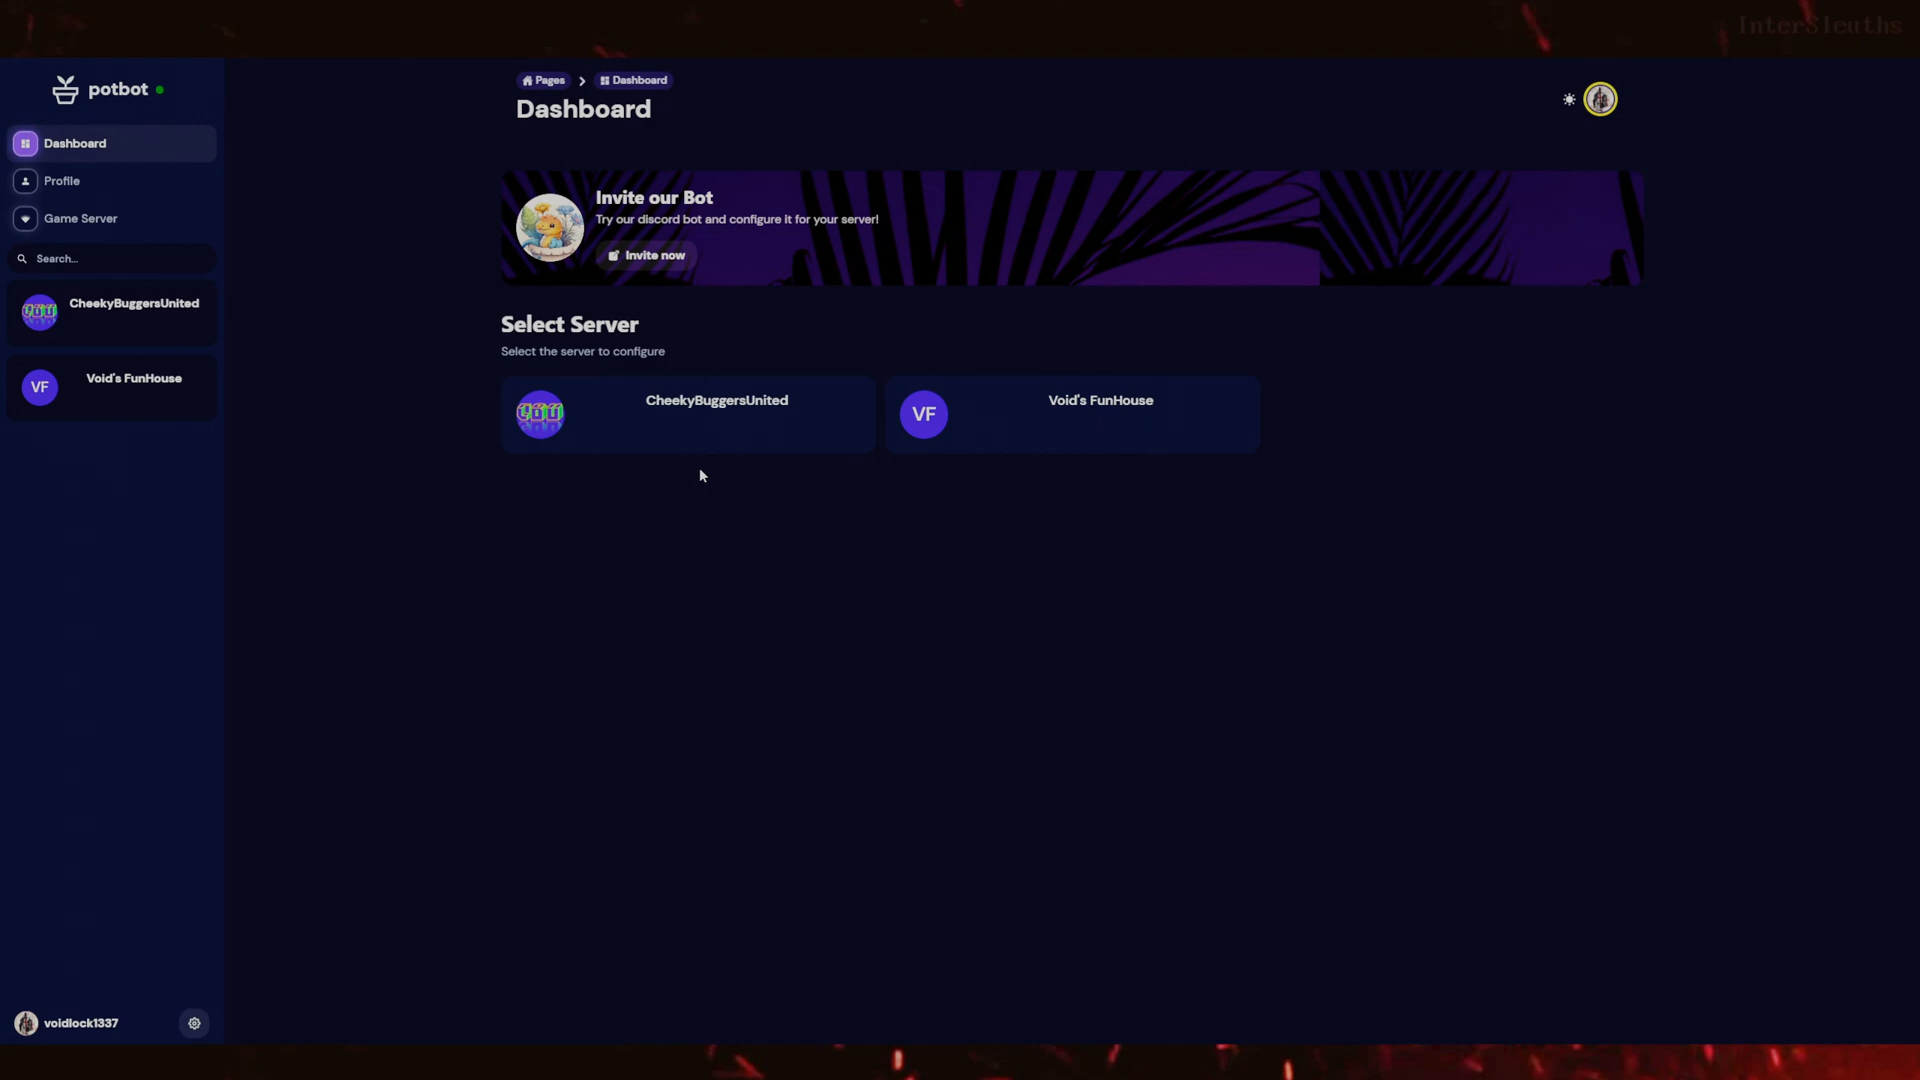 InterSleuths
potbot
Dashboard
Profile
Game Server
Search...
CheekyBuggersUnited
VF
Void's FunHouse
voidlock1337
Pages
Dashboard
Dashboard
Invite our Bot
Try our discord bot and configure it for your server!
Invite now
Select Server
Select the server to configure
CheekyBuggersUnited
VF
Void's FunHouse